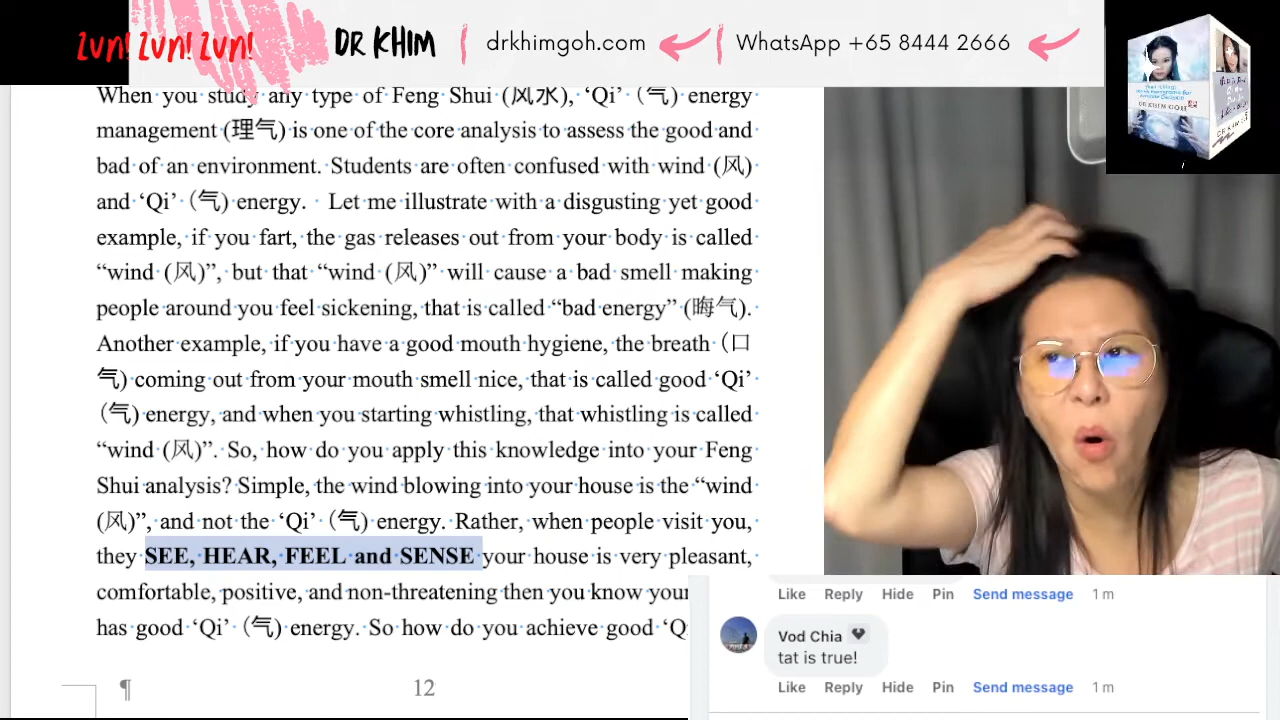 Zun! Zun! Zun!
DR KHIM
drkhimgoh.com
WhatsApp +65 8444 2666
When you study any type of Feng Shui (风水), ‘Qi’ (气) energy
management (理气) is one of the core analysis to assess the good and
bad of an environment. Students are often confused with wind (风)
and ‘Qi’ (气) energy. Let me illustrate with a disgusting yet good
example, if you fart, the gas releases out from your body is called
“wind (风)”, but that “wind (风)” will cause a bad smell making
people around you feel sickening, that is called “bad energy” (晦气).
Another example, if you have a good mouth hygiene, the breath (口
气) coming out from your mouth smell nice, that is called good ‘Qi’
(气) energy, and when you starting whistling, that whistling is called
“wind (风)”. So, how do you apply this knowledge into your Feng
Shui analysis? Simple, the wind blowing into your house is the “wind
(风)”, and not the ‘Qi’ (气) energy. Rather, when people visit you,
they SEE, HEAR, FEEL and SENSE your house is very pleasant,
comfortable, positive, and non-threatening then you know your
has good ‘Qi’ (气) energy. So how do you achieve good ‘Q
¶
12
Like Reply Hide Pin Send message 1 m
Vod Chia
tat is true!
Like Reply Hide Pin Send message 1 m
DR KHIM GOH